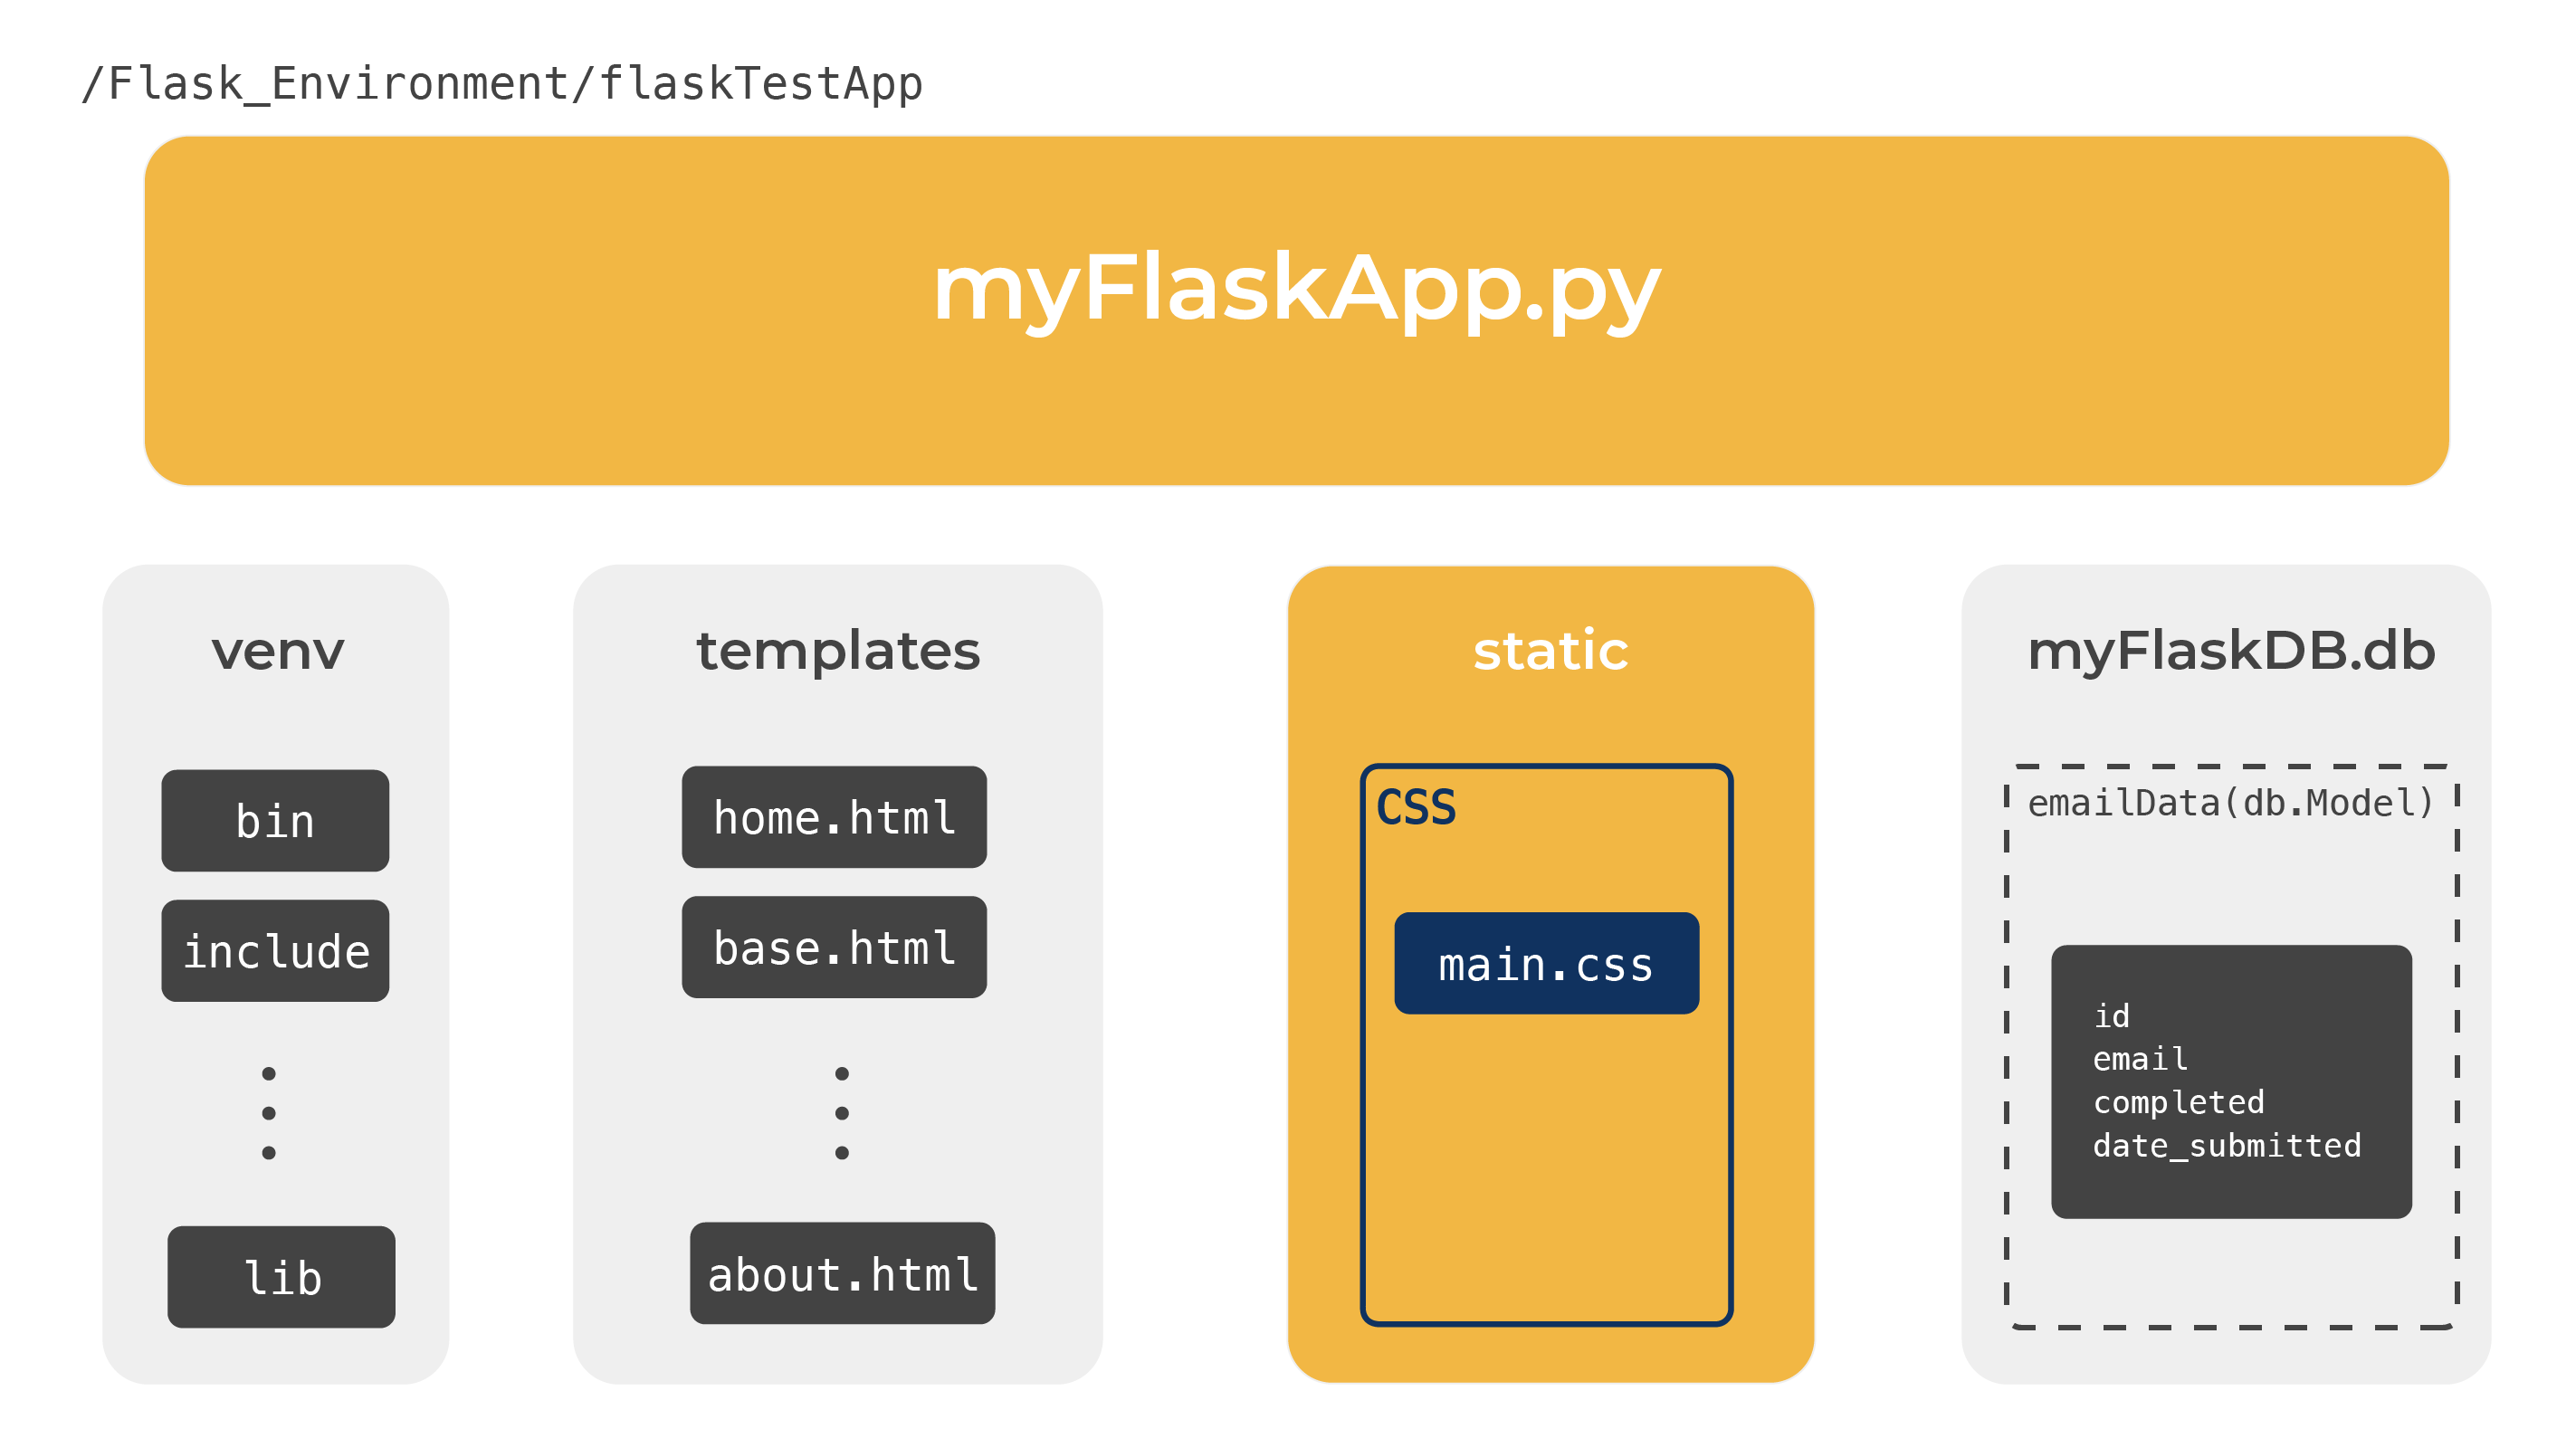 /Flask_Environment/flaskTestApp
myFlaskApp.py
venv
bin
include
lib
templates
home.html
base.html
about.html
static
CSS
main.css
myFlaskDB.db
emailData(db.Model)
id
email
completed
date_submitted